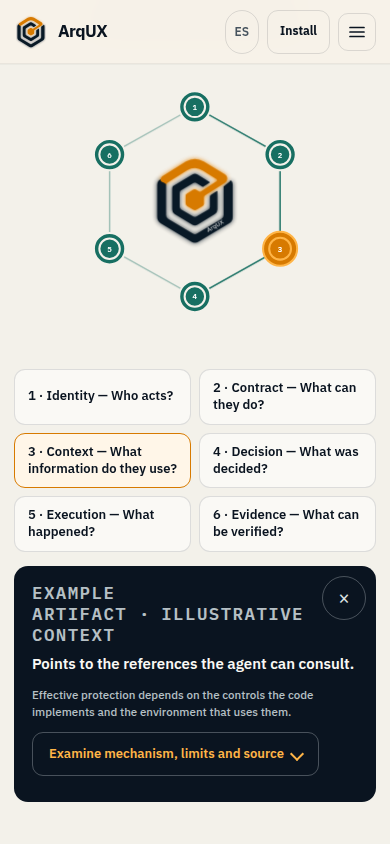 ArqUX
ES
Install
1
2
3
4
5
6
ArqUX
1 · Identity — Who acts?
2 · Contract — What can
they do?
3 · Context — What
information do they use?
4 · Decision — What was
decided?
5 · Execution — What
happened?
6 · Evidence — What can
be verified?
EXAMPLE
ARTIFACT · ILLUSTRATIVE
CONTEXT
×
Points to the references the agent can consult.
Effective protection depends on the controls the code
implements and the environment that uses them.
Examine mechanism, limits and source